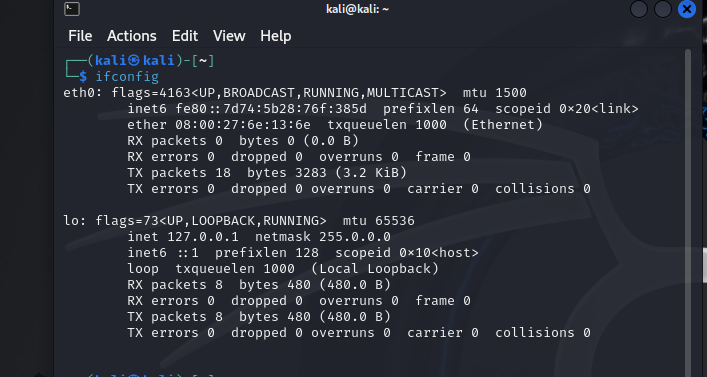 kali@kali: ~
File Actions Edit View Help
┌──(kali㉿kali)-[~]
└─$ ifconfig
eth0: flags=4163<UP,BROADCAST,RUNNING,MULTICAST>  mtu 1500
        inet6 fe80::7d74:5b28:76f:385d  prefixlen 64  scopeid 0×20<link>
        ether 08:00:27:6e:13:6e  txqueuelen 1000  (Ethernet)
        RX packets 0  bytes 0 (0.0 B)
        RX errors 0  dropped 0  overruns 0  frame 0
        TX packets 18  bytes 3283 (3.2 KiB)
        TX errors 0  dropped 0 overruns 0  carrier 0  collisions 0
lo: flags=73<UP,LOOPBACK,RUNNING>  mtu 65536
        inet 127.0.0.1  netmask 255.0.0.0
        inet6 ::1  prefixlen 128  scopeid 0×10<host>
        loop  txqueuelen 1000  (Local Loopback)
        RX packets 8  bytes 480 (480.0 B)
        RX errors 0  dropped 0  overruns 0  frame 0
        TX packets 8  bytes 480 (480.0 B)
        TX errors 0  dropped 0 overruns 0  carrier 0  collisions 0